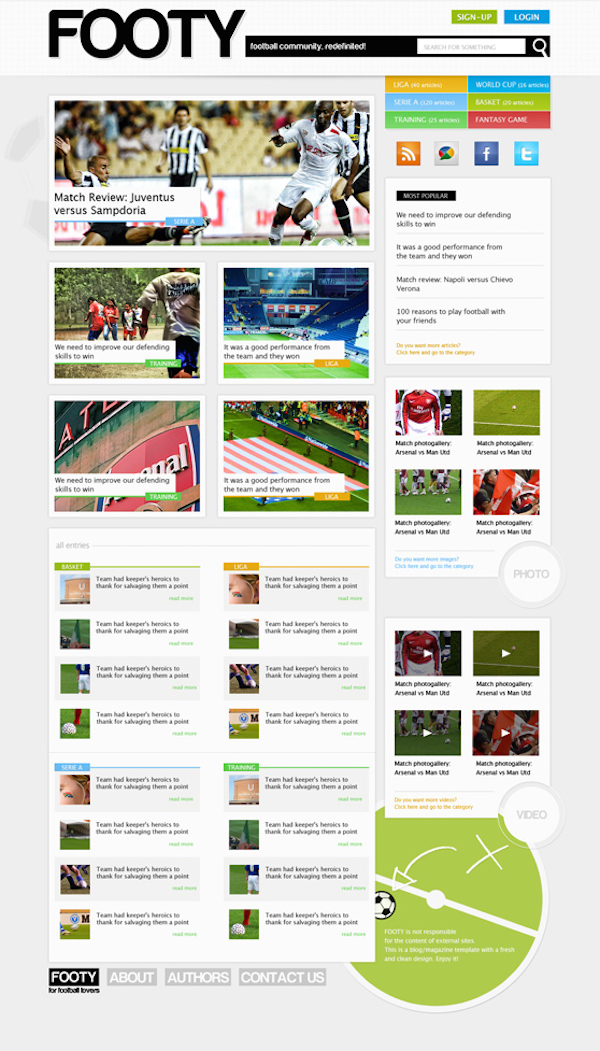 FOOTY
SIGN-UP
LOGIN
football community, redefinited!
SEARCH FOR SOMETHING
LIGA (40 articles)
WORLD CUP (16 articles)
SERIE A (120 articles)
BASKET (20 articles)
TRAINING (25 articles)
FANTASY GAME
Match Review: Juventus
versus Sampdoria
SERIE A
We need to improve our defending
skills to win
TRAINING
It was a good performance from
the training and they won
LIGA
We need to improve our defending
skills to win
TRAINING
It was a good performance from
the training and they won
LIGA
MOST POPULAR
We need to improve our defending
skills to win
It was a good performance from
the training and they won
Match review: Napoli versus Chievo
Verona
100 reasons to play football with
your friends
Do you want more articles?
Click here and go to the category
Match photogallery:
Arsenal vs Man Utd
Match photogallery:
Arsenal vs Man Utd
Match photogallery:
Arsenal vs Man Utd
Match photogallery:
Arsenal vs Man Utd
Do you want more images?
Click here and go to the category
PHOTO
Match photogallery:
Arsenal vs Man Utd
Match photogallery:
Arsenal vs Man Utd
Match photogallery:
Arsenal vs Man Utd
Match photogallery:
Arsenal vs Man Utd
Do you want more videos?
Click here and go to the category
VIDEO
all entries
BASKET
Team had keeper's heroics to
thank for salvaging them a point
read more
Team had keeper's heroics to
thank for salvaging them a point
read more
Team had keeper's heroics to
thank for salvaging them a point
read more
Team had keeper's heroics to
thank for salvaging them a point
read more
LIGA
Team had keeper's heroics to
thank for salvaging them a point
read more
Team had keeper's heroics to
thank for salvaging them a point
read more
Team had keeper's heroics to
thank for salvaging them a point
read more
Team had keeper's heroics to
thank for salvaging them a point
read more
SERIE A
Team had keeper's heroics to
thank for salvaging them a point
read more
Team had keeper's heroics to
thank for salvaging them a point
read more
Team had keeper's heroics to
thank for salvaging them a point
read more
Team had keeper's heroics to
thank for salvaging them a point
read more
TRAINING
Team had keeper's heroics to
thank for salvaging them a point
read more
Team had keeper's heroics to
thank for salvaging them a point
read more
Team had keeper's heroics to
thank for salvaging them a point
read more
Team had keeper's heroics to
thank for salvaging them a point
read more
FOOTY is not responsible
for the content of external sites.
This is a blog/magazine template with a fresh
and clean design. Enjoy it!
FOOTY
for football lovers
ABOUT
AUTHORS
CONTACT US